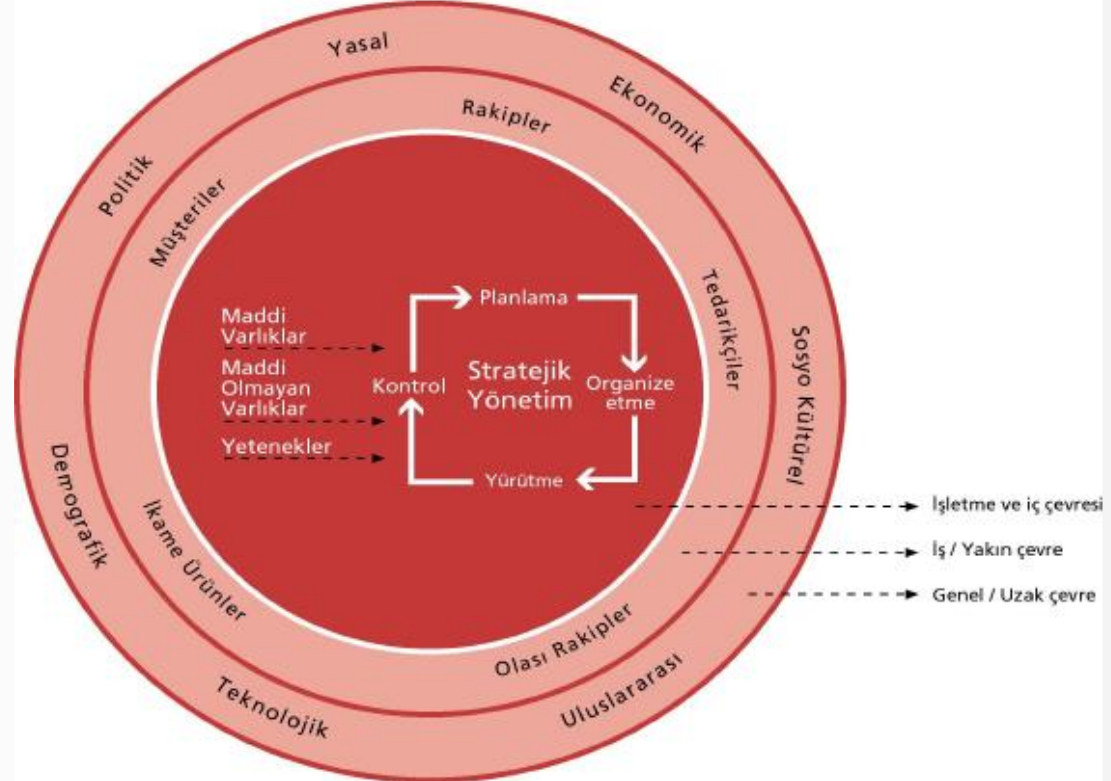 Yasal
Ekonomik
Politik
Rakipler
Müşteriler
Tedarikçiler
Sosyo Kültürel
Planlama
Maddi
Varlıklar
Maddi
Olmayan
Varlıklar
Yetenekler
Kontrol
Stratejik
Yönetim
Organize
etme
Yürütme
Demografik
Ikame Ürünler
Olası Rakipler
Teknolojik
Uluslararası
İşletme ve iç çevresi
İş / Yakın çevre
Genel / Uzak çevre